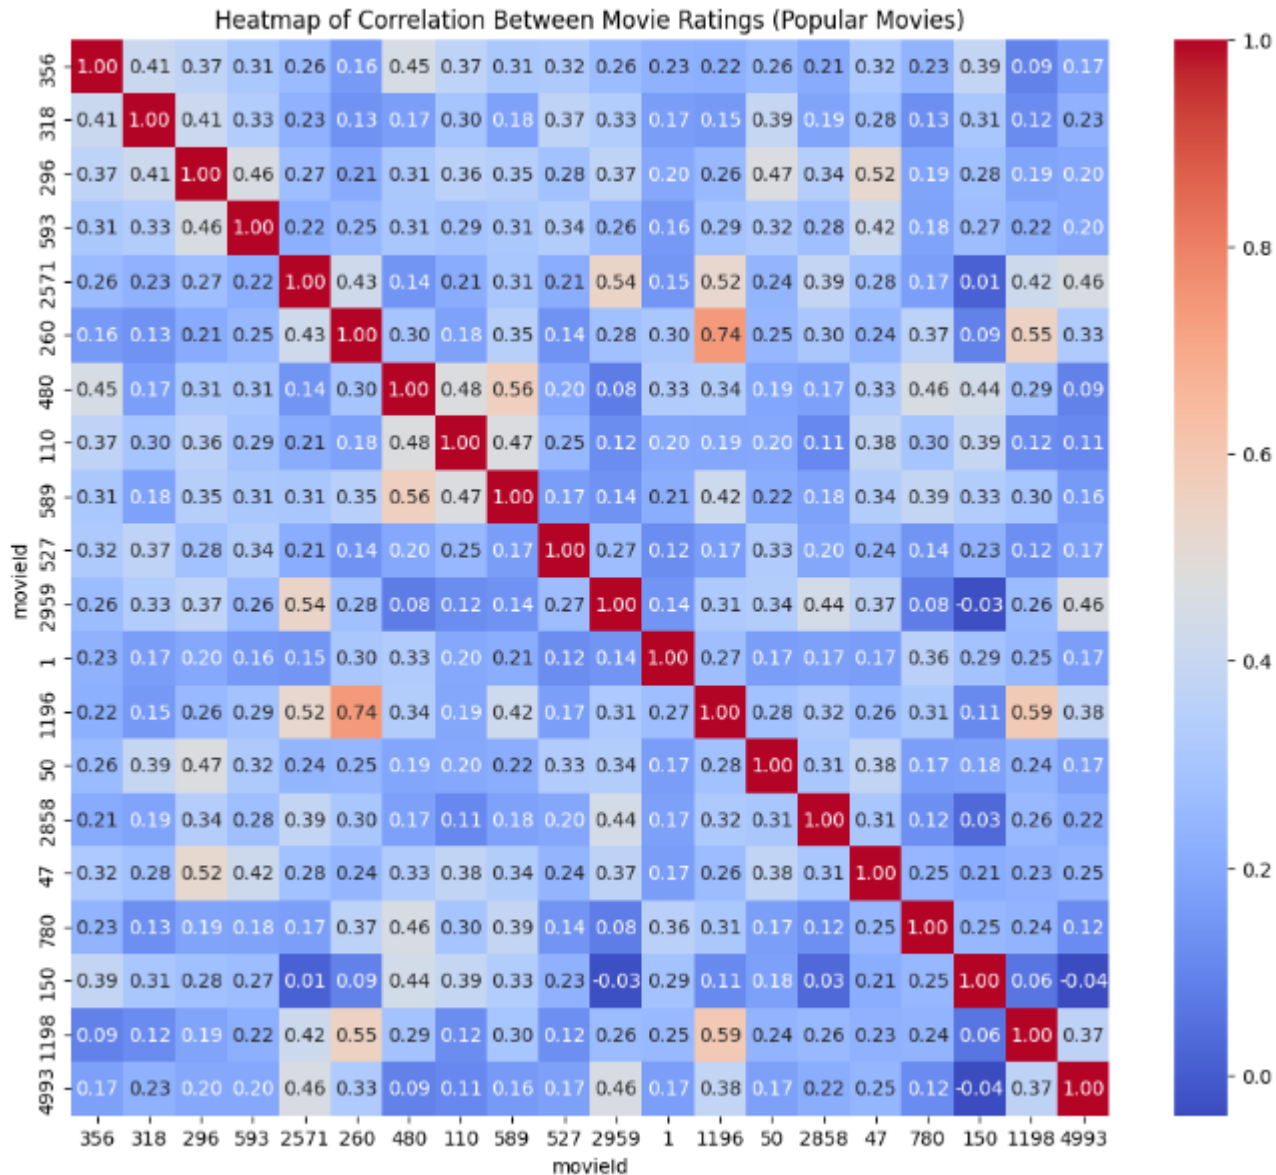 Heatmap of Correlation Between Movie Ratings (Popular Movies)
356 1.00 0.41 0.37 0.31 0.26 0.16 0.45 0.37 0.31 0.32 0.26 0.23 0.22 0.26 0.21 0.32 0.23 0.39 0.09 0.17
318 0.41 1.00 0.41 0.33 0.23 0.13 0.17 0.30 0.18 0.37 0.33 0.17 0.15 0.39 0.19 0.28 0.13 0.31 0.12 0.23
296 0.37 0.41 1.00 0.46 0.27 0.21 0.31 0.36 0.35 0.28 0.37 0.20 0.26 0.47 0.34 0.52 0.19 0.28 0.19 0.20
593 0.31 0.33 0.46 1.00 0.22 0.25 0.31 0.29 0.31 0.34 0.26 0.16 0.29 0.32 0.28 0.42 0.18 0.27 0.22 0.20
2571 0.26 0.23 0.27 0.22 1.00 0.43 0.14 0.21 0.31 0.21 0.54 0.15 0.52 0.24 0.39 0.28 0.17 0.01 0.42 0.46
260 0.16 0.13 0.21 0.25 0.43 1.00 0.30 0.18 0.35 0.14 0.28 0.30 0.74 0.25 0.30 0.24 0.37 0.09 0.55 0.33
480 0.45 0.17 0.31 0.31 0.14 0.30 1.00 0.48 0.56 0.20 0.08 0.33 0.34 0.19 0.17 0.33 0.46 0.44 0.29 0.09
110 0.37 0.30 0.36 0.29 0.21 0.18 0.48 1.00 0.47 0.25 0.12 0.20 0.19 0.20 0.11 0.38 0.30 0.39 0.12 0.11
589 0.31 0.18 0.35 0.31 0.31 0.35 0.56 0.47 1.00 0.17 0.14 0.21 0.42 0.22 0.18 0.34 0.39 0.33 0.30 0.16
527 0.32 0.37 0.28 0.34 0.21 0.14 0.20 0.25 0.17 1.00 0.27 0.12 0.17 0.33 0.20 0.24 0.14 0.23 0.12 0.17
2959 0.26 0.33 0.37 0.26 0.54 0.28 0.08 0.12 0.14 0.27 1.00 0.14 0.31 0.34 0.44 0.37 0.08 -0.03 0.26 0.46
1 0.23 0.17 0.20 0.16 0.15 0.30 0.33 0.20 0.21 0.12 0.14 1.00 0.27 0.17 0.17 0.17 0.36 0.29 0.25 0.17
1196 0.22 0.15 0.26 0.29 0.52 0.74 0.34 0.19 0.42 0.17 0.31 0.27 1.00 0.28 0.32 0.26 0.31 0.11 0.59 0.38
50 0.26 0.39 0.47 0.32 0.24 0.25 0.19 0.20 0.22 0.33 0.34 0.17 0.28 1.00 0.31 0.38 0.17 0.18 0.24 0.17
2858 0.21 0.19 0.34 0.28 0.39 0.30 0.17 0.11 0.18 0.20 0.44 0.17 0.32 0.31 1.00 0.31 0.12 0.03 0.26 0.22
47 0.32 0.28 0.52 0.42 0.28 0.24 0.33 0.38 0.34 0.24 0.37 0.17 0.26 0.38 0.31 1.00 0.25 0.21 0.23 0.25
780 0.23 0.13 0.19 0.18 0.17 0.37 0.46 0.30 0.39 0.14 0.08 0.36 0.31 0.17 0.12 0.25 1.00 0.25 0.24 0.12
150 0.39 0.31 0.28 0.27 0.01 0.09 0.44 0.39 0.33 0.23 -0.03 0.29 0.11 0.18 0.03 0.21 0.25 1.00 0.06 -0.04
1198 0.09 0.12 0.19 0.22 0.42 0.55 0.29 0.12 0.30 0.12 0.26 0.25 0.59 0.24 0.26 0.23 0.24 0.06 1.00 0.37
4993 0.17 0.23 0.20 0.20 0.46 0.33 0.09 0.11 0.16 0.17 0.46 0.17 0.38 0.17 0.22 0.25 0.12 -0.04 0.37 1.00
movieId
356 318 296 593 2571 260 480 110 589 527 2959 1 1196 50 2858 47 780 150 1198 4993
movieId
1.0
0.8
0.6
0.4
0.2
0.0